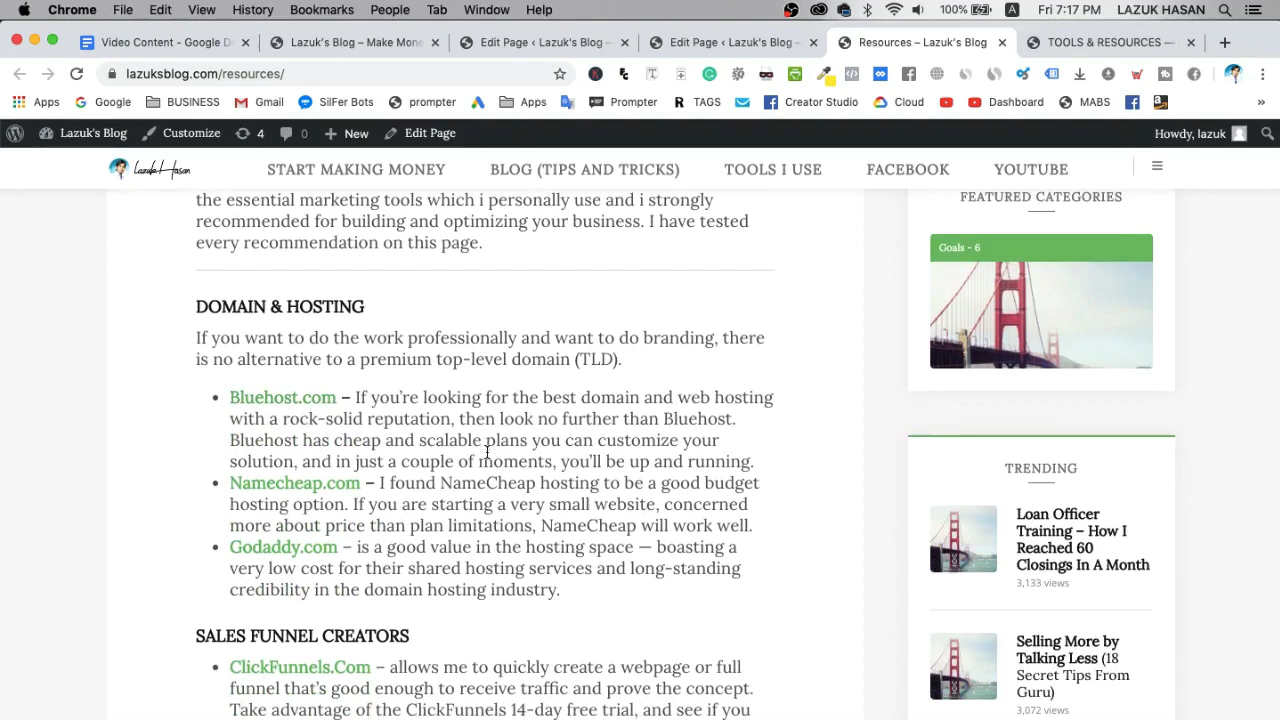 Chrome File Edit View History Bookmarks People Tab Window Help 100% A Fri 7:17 PM LAZUK HASAN
Video Content - Google D
Lazuk's Blog – Make Mone
Edit Page ‹ Lazuk's Blog —
Edit Page ‹ Lazuk's Blog —
Resources – Lazuk's Blog
TOOLS & RESOURCES —
lazuksblog.com/resources/
Apps Google BUSINESS Gmail SilFer Bots prompter Apps Prompter TAGS Creator Studio Cloud Dashboard MABS »
Lazuk's Blog Customize 4 0 New Edit Page Howdy, lazuk
Lazuk Hasan START MAKING MONEY BLOG (TIPS AND TRICKS) TOOLS I USE FACEBOOK YOUTUBE
the essential marketing tools which i personally use and i strongly
recommended for building and optimizing your business. I have tested
every recommendation on this page.
DOMAIN & HOSTING
If you want to do the work professionally and want to do branding, there
is no alternative to a premium top-level domain (TLD).
• Bluehost.com – If you're looking for the best domain and web hosting
with a rock-solid reputation, then look no further than Bluehost.
Bluehost has cheap and scalable plans you can customize your
solution, and in just a couple of moments, you'll be up and running.
• Namecheap.com – I found NameCheap hosting to be a good budget
hosting option. If you are starting a very small website, concerned
more about price than plan limitations, NameCheap will work well.
• Godaddy.com – is a good value in the hosting space — boasting a
very low cost for their shared hosting services and long-standing
credibility in the domain hosting industry.
SALES FUNNEL CREATORS
• ClickFunnels.Com – allows me to quickly create a webpage or full
funnel that's good enough to receive traffic and prove the concept.
Take advantage of the ClickFunnels 14-day free trial, and see if you
FEATURED CATEGORIES
Goals - 6
TRENDING
Loan Officer
Training – How I
Reached 60
Closings In A Month
3,133 views
Selling More by
Talking Less (18
Secret Tips From
Guru)
3,072 views